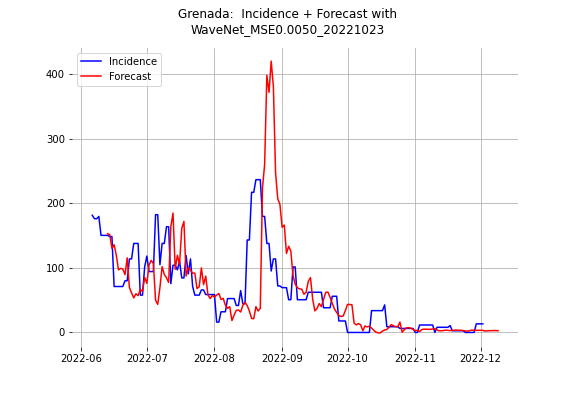 Grenada:  Incidence + Forecast with
WaveNet_MSE0.0050_20221023
Incidence
Forecast
400
300
200
100
0
2022-06 2022-07 2022-08 2022-09 2022-10 2022-11 2022-12